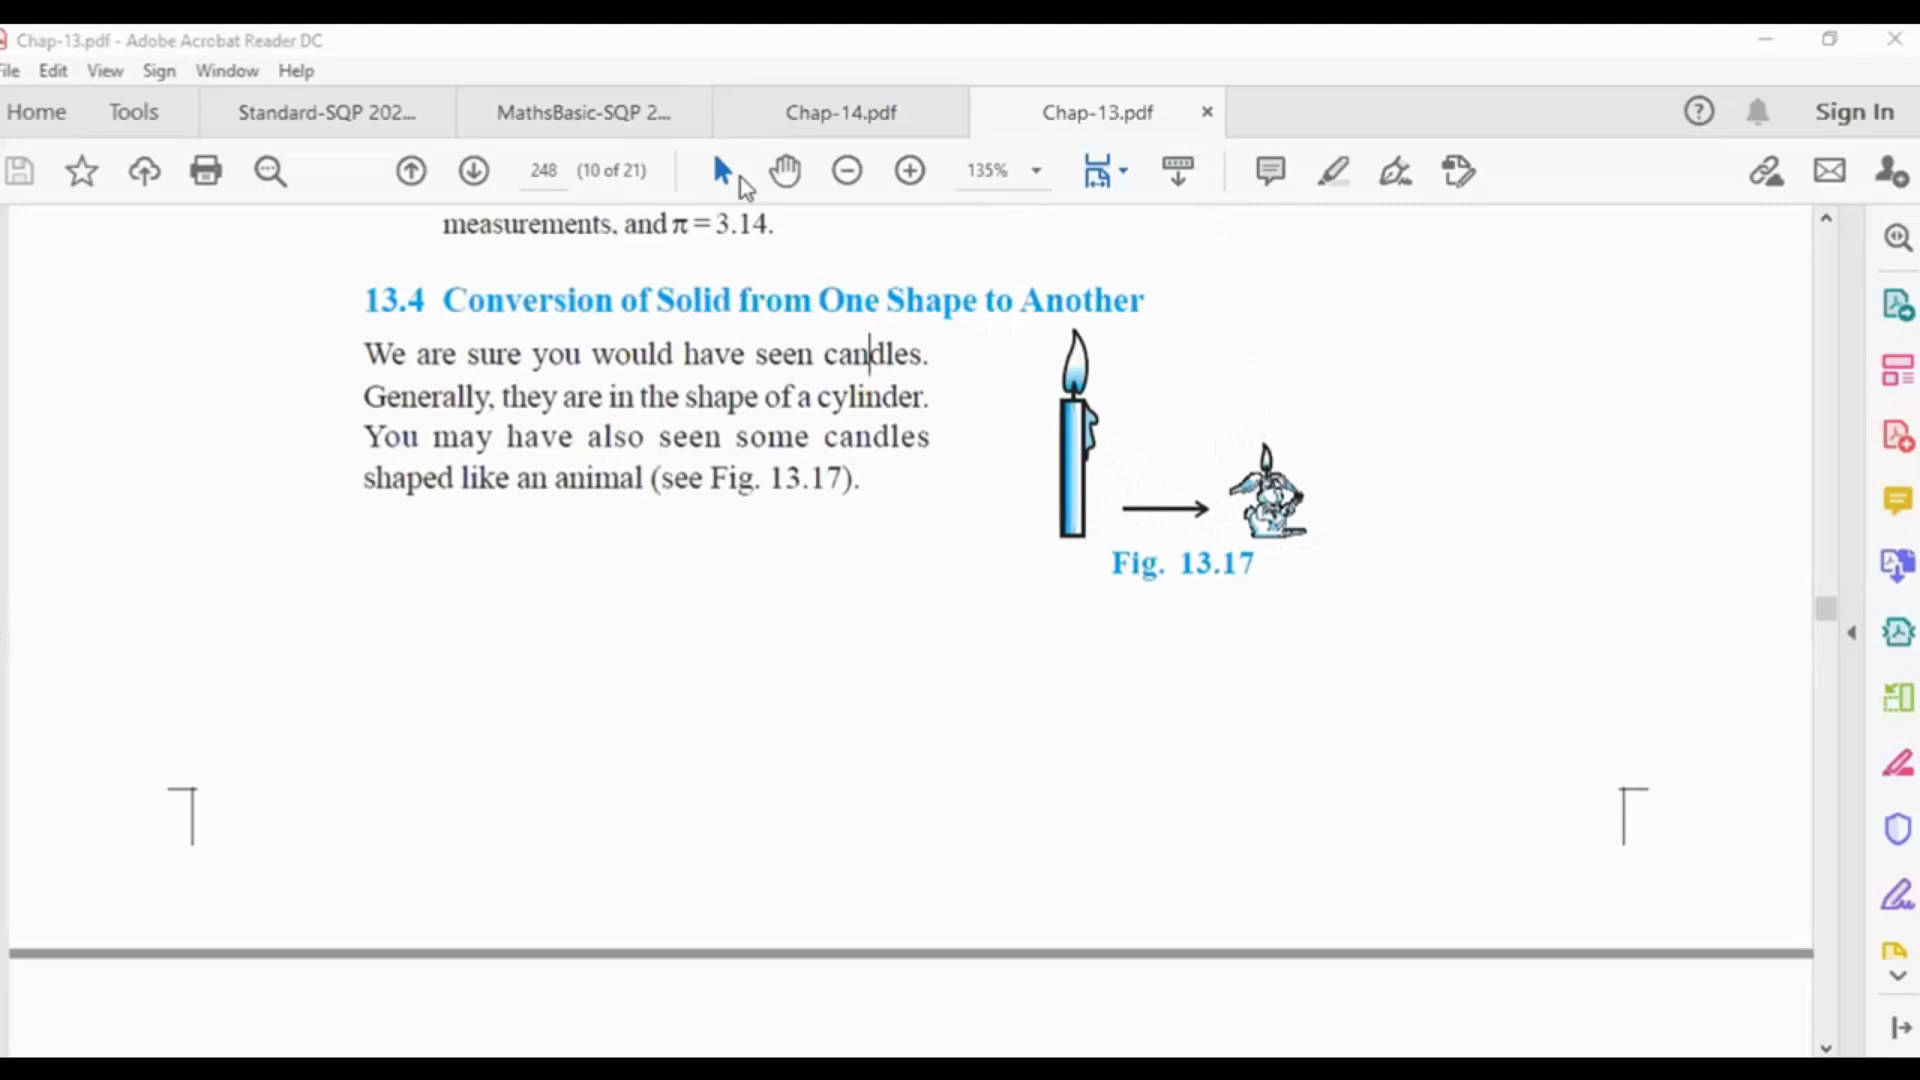 Chap-13.pdf - Adobe Acrobat Reader DC
File Edit View Sign Window Help
Home Tools Standard-SQP 202... MathsBasic-SQP 2... Chap-14.pdf Chap-13.pdf × Sign In
248 (10 of 21) 135%
measurements, and π = 3.14.
13.4 Conversion of Solid from One Shape to Another
We are sure you would have seen candles.
Generally, they are in the shape of a cylinder.
You may have also seen some candles
shaped like an animal (see Fig. 13.17).
Fig. 13.17